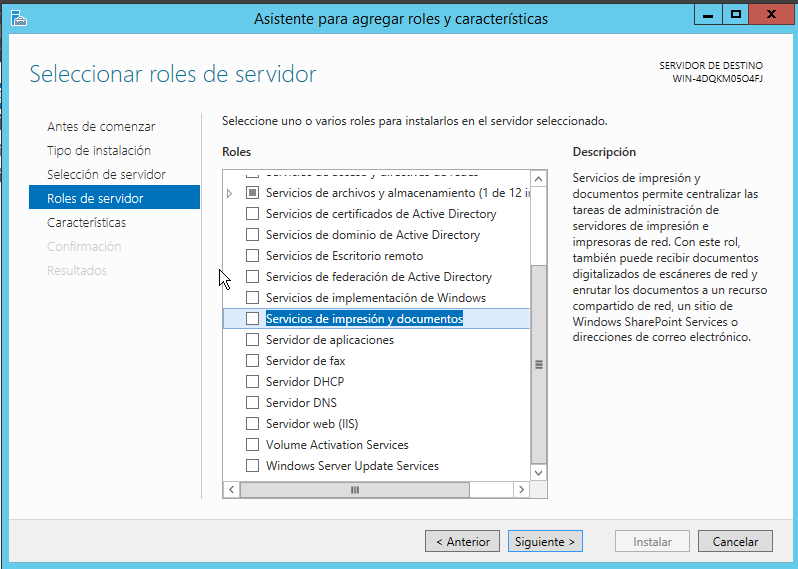 Asistente para agregar roles y características
Seleccionar roles de servidor
SERVIDOR DE DESTINO
WIN-4DQKM05O4FJ
Antes de comenzar
Tipo de instalación
Selección de servidor
Roles de servidor
Características
Confirmación
Resultados
Seleccione uno o varios roles para instalarlos en el servidor seleccionado.
Roles
Servicios de acceso y directivas de redes
Servicios de archivos y almacenamiento (1 de 12 in
Servicios de certificados de Active Directory
Servicios de dominio de Active Directory
Servicios de Escritorio remoto
Servicios de federación de Active Directory
Servicios de implementación de Windows
Servicios de impresión y documentos
Servidor de aplicaciones
Servidor de fax
Servidor DHCP
Servidor DNS
Servidor web (IIS)
Volume Activation Services
Windows Server Update Services
Descripción
Servicios de impresión y
documentos permite centralizar las
tareas de administración de
servidores de impresión e
impresoras de red. Con este rol,
también puede recibir documentos
digitalizados de escáneres de red y
enrutar los documentos a un recurso
compartido de red, un sitio de
Windows SharePoint Services o
direcciones de correo electrónico.
< Anterior
Siguiente >
Instalar
Cancelar